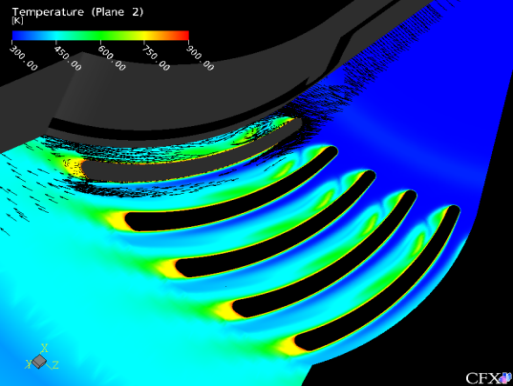 Temperature (Plane 2)
[K]
300.00 450.00 600.00 750.00 900.00
X
Y Z
CFX